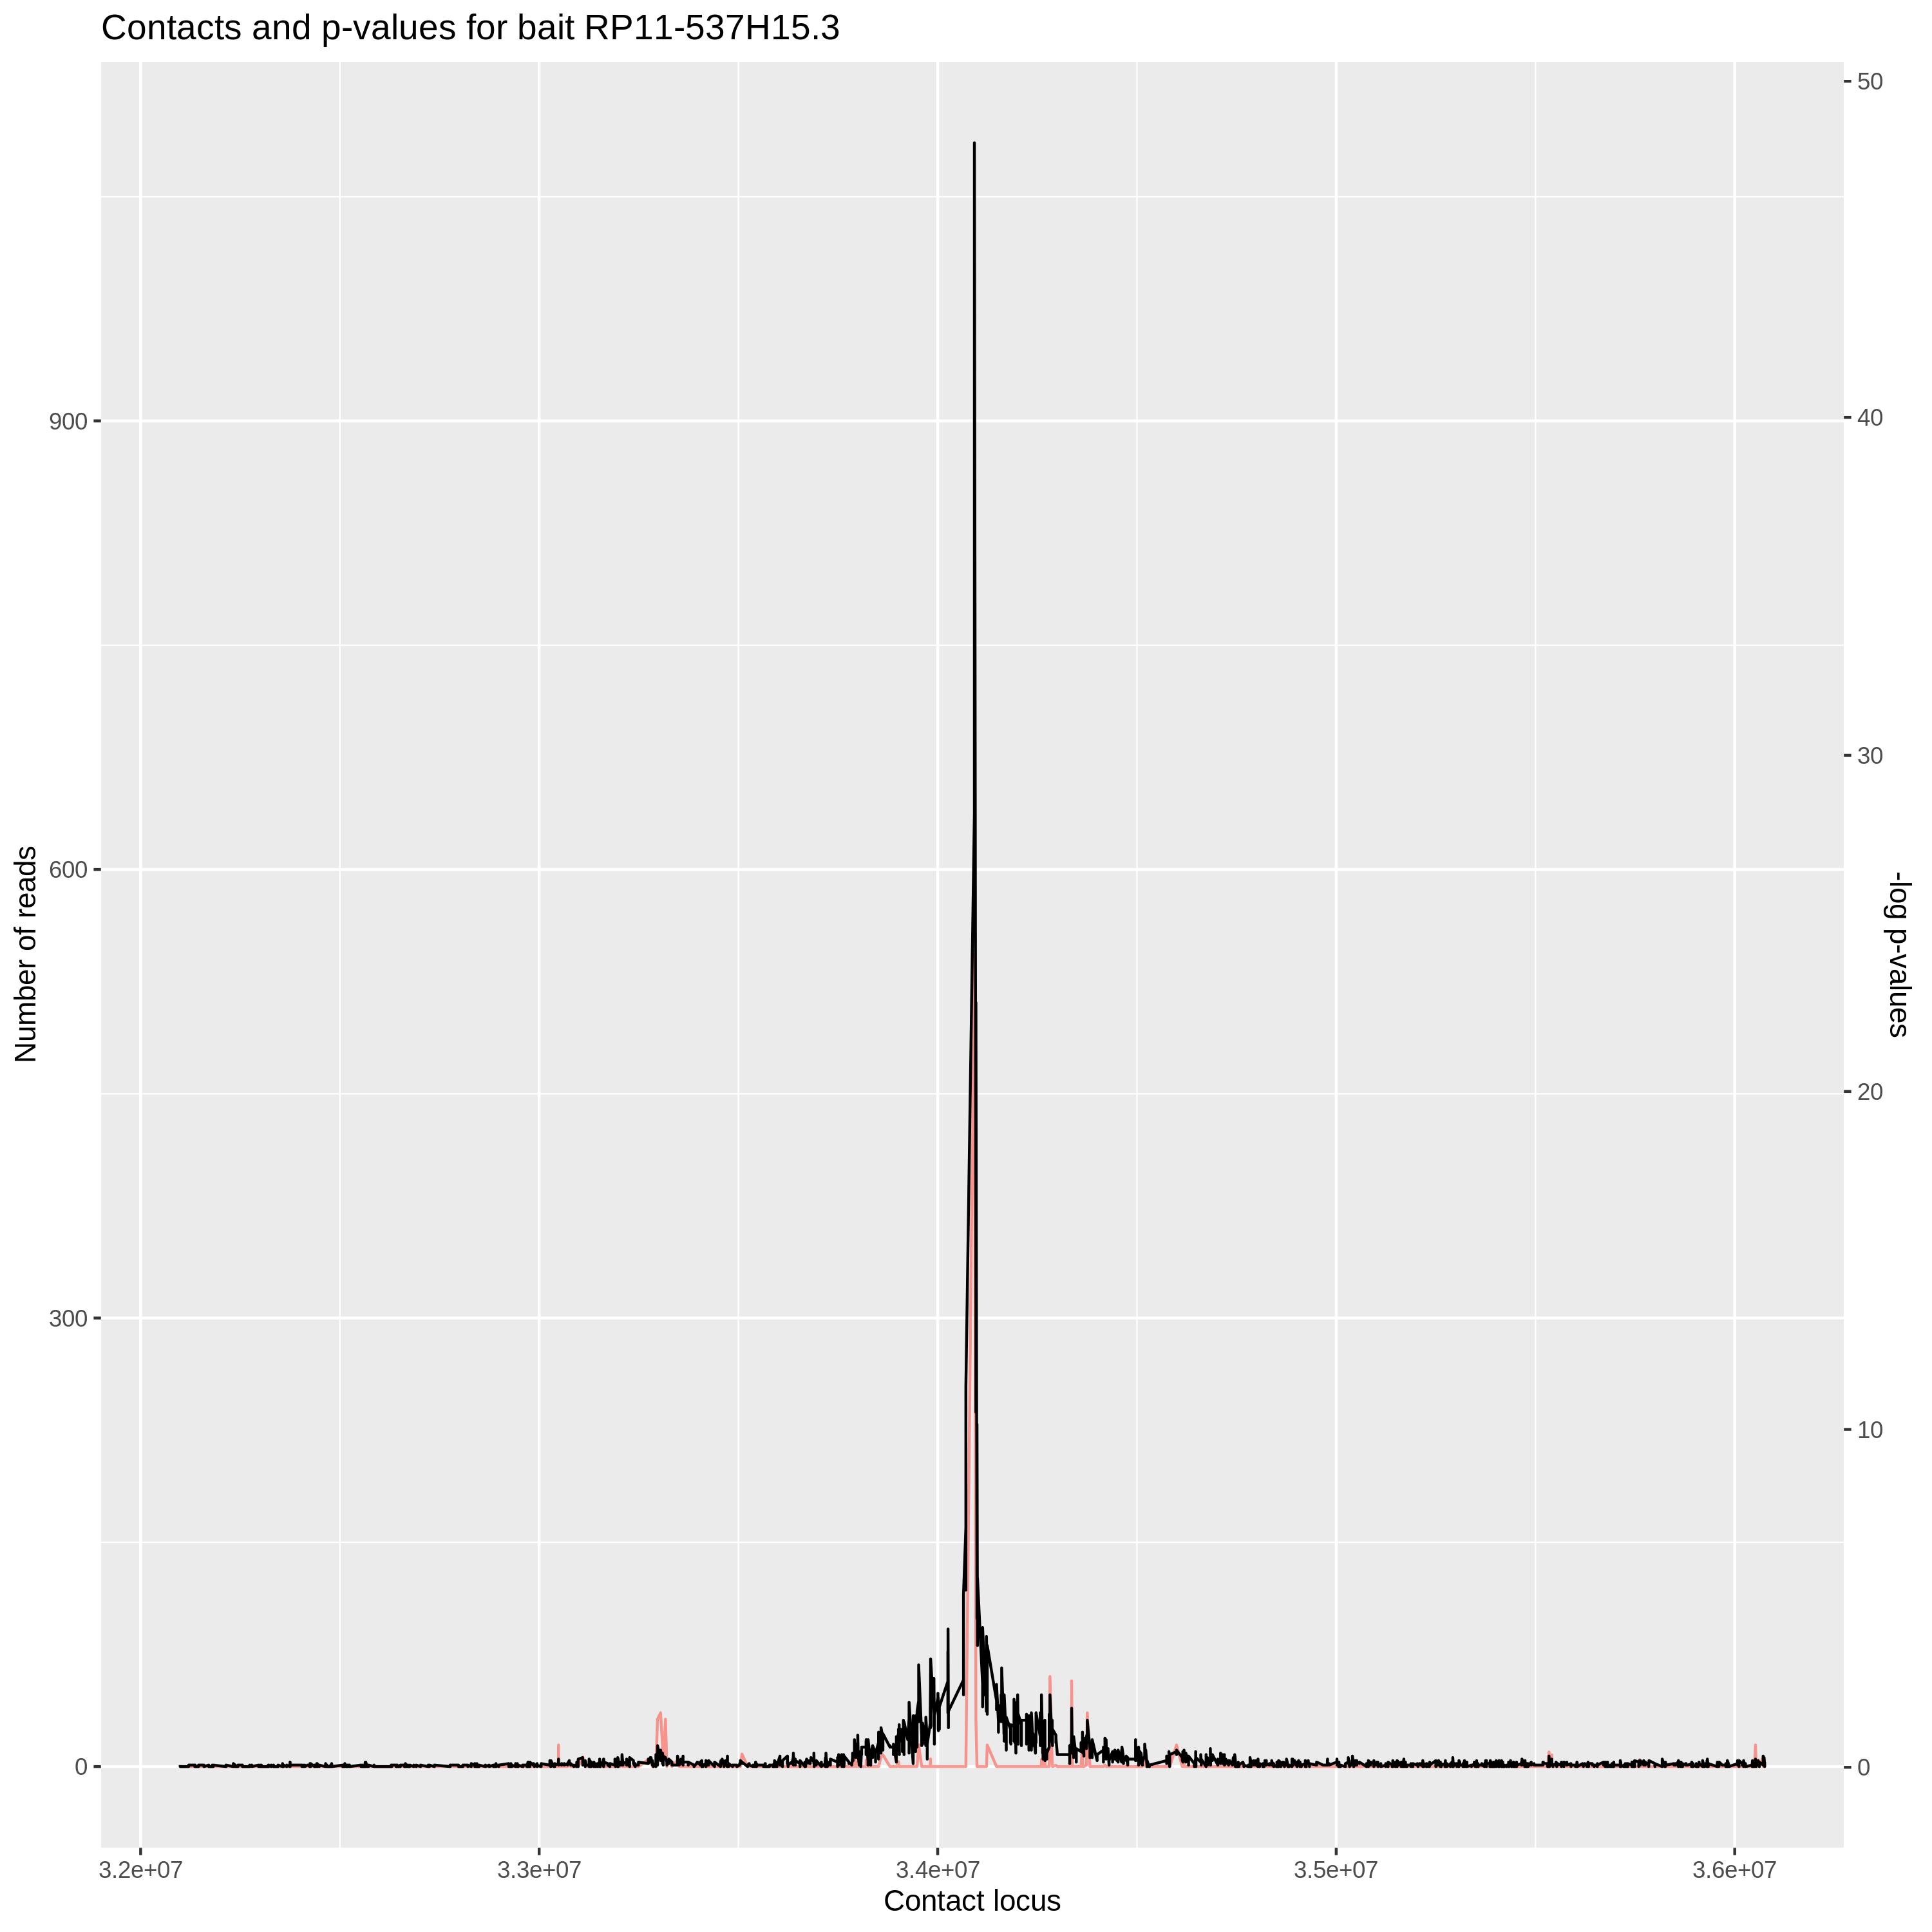 Contacts and p-values for bait RP11-537H15.3
Number of reads
900
600
300
0
50
40
30
20
10
0
-log p-values
3.2e+07 3.3e+07 3.4e+07 3.5e+07 3.6e+07
Contact locus